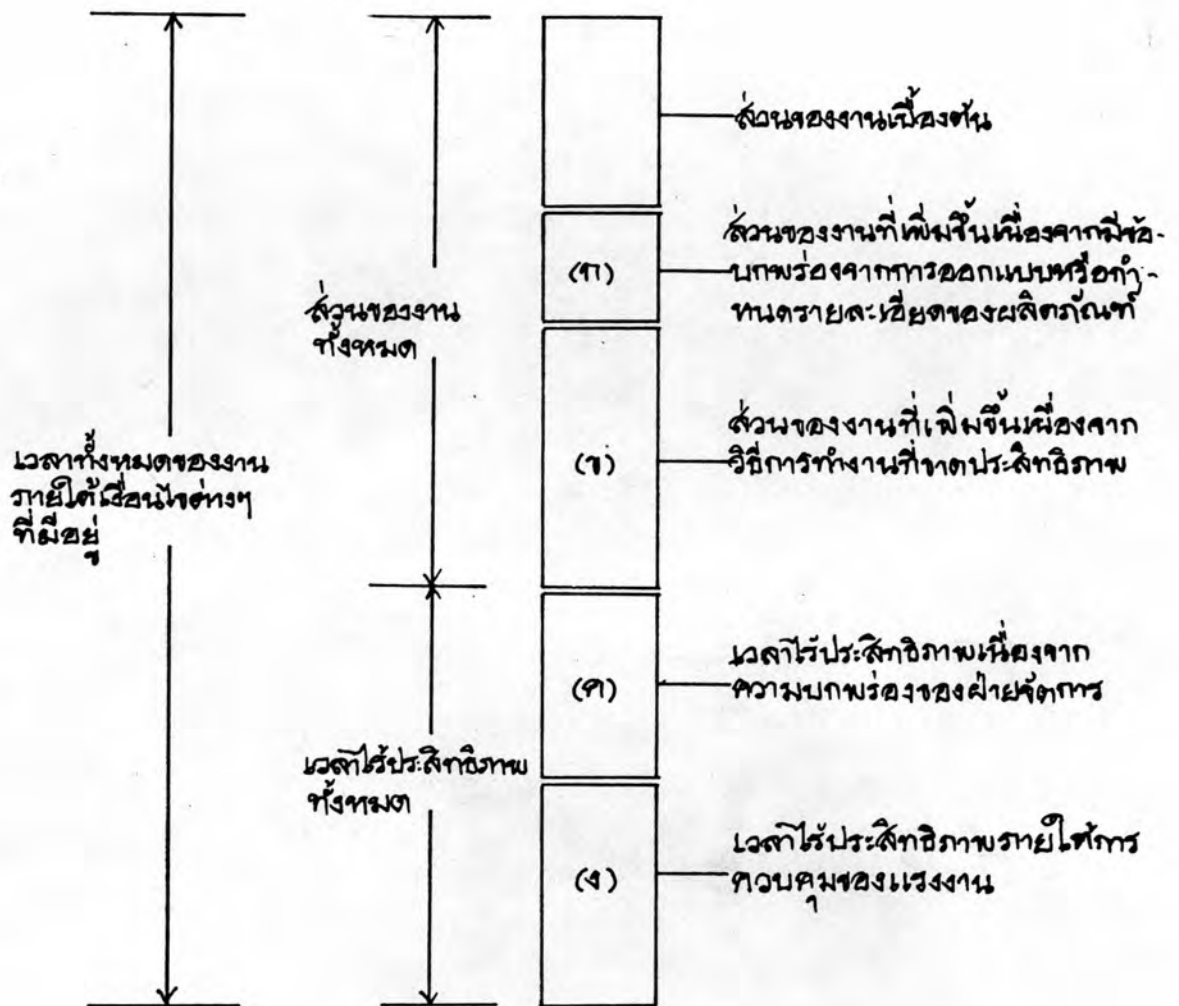 ส่วนของงานเบื้องต้น
(ก)
ส่วนของงานที่เพิ่มขึ้นเนื่องจากมีข้อ-
บกพร่องจากการออกแบบหรือกำ-
หนดรายละเอียดของผลิตภัณฑ์
ส่วนของงาน
ทั้งหมด
(ข)
ส่วนของงานที่เพิ่มขึ้นเนื่องจาก
วิธีการทำงานที่ขาดประสิทธิภาพ
เวลาทั้งหมดของงาน
ภายใต้เงื่อนไขต่างๆ
ที่มีอยู่
(ค)
เวลาไร้ประสิทธิภาพเนื่องจาก
ความบกพร่องของฝ่ายจัดการ
เวลาไร้ประสิทธิภาพ
ทั้งหมด
(ง)
เวลาไร้ประสิทธิภาพภายใต้การ
ควบคุมของแรงงาน